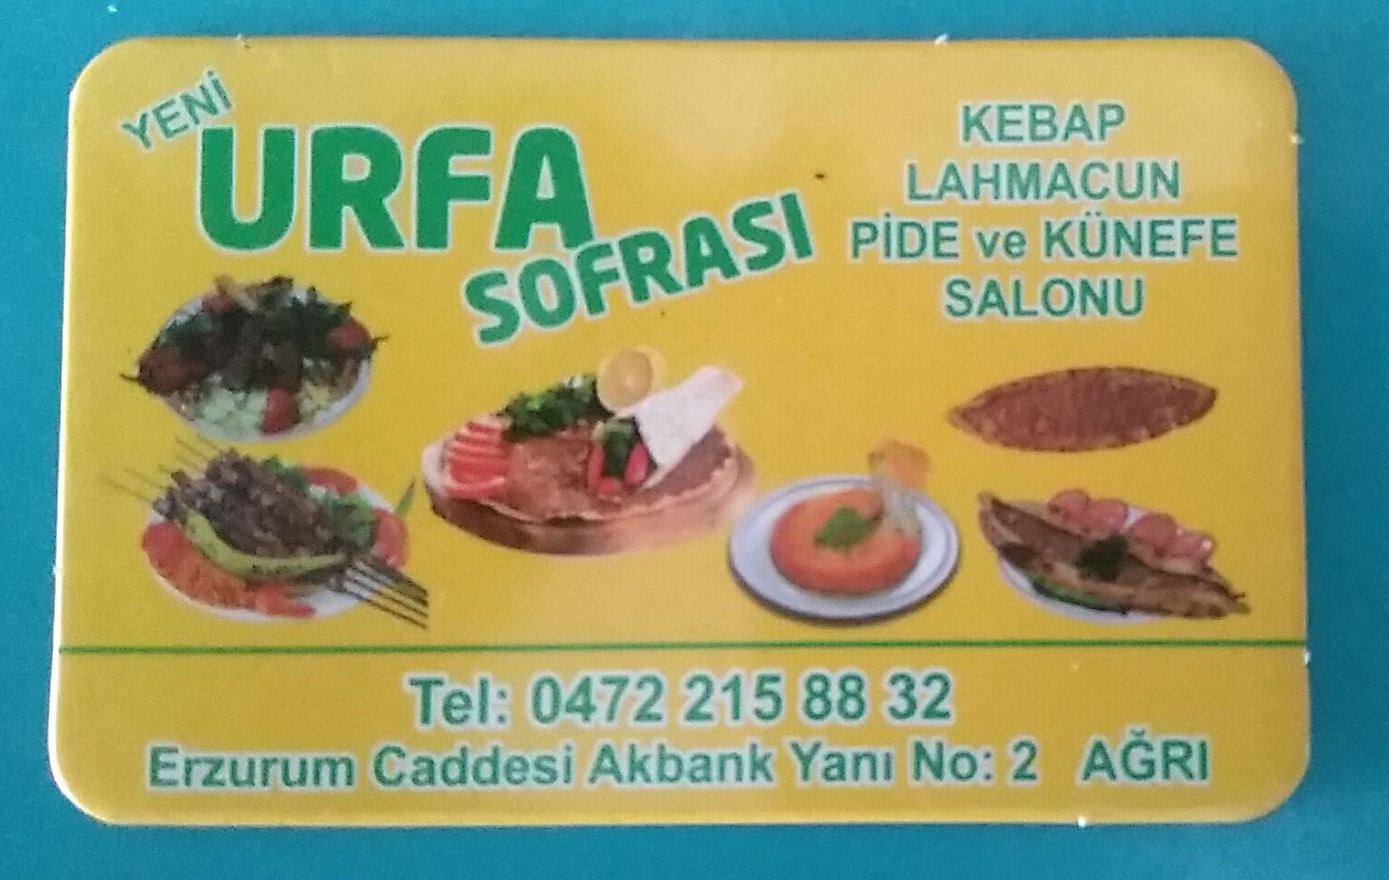 YENİ
URFA
SOFRASI
KEBAP
LAHMACUN
PİDE ve KÜNEFE
SALONU
Tel: 0472 215 88 32
Erzurum Caddesi Akbank Yanı No: 2 AĞRI